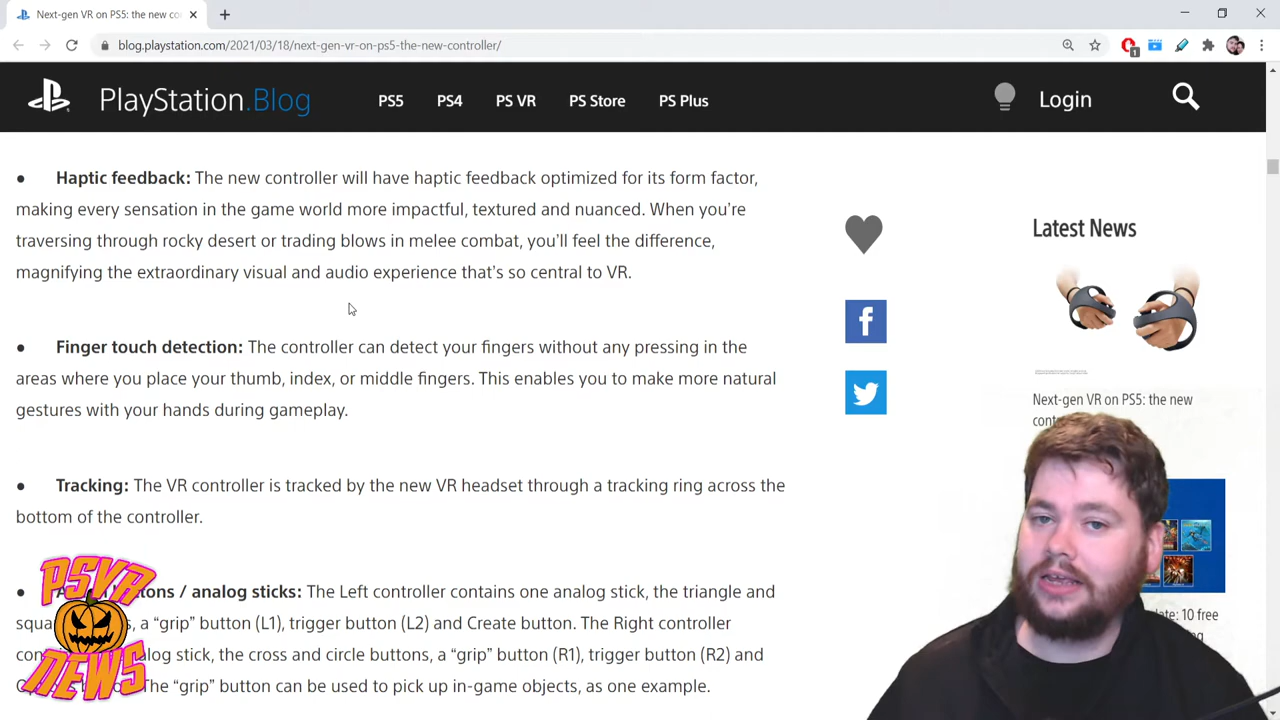 Next-gen VR on PS5: the new co
blog.playstation.com/2021/03/18/next-gen-vr-on-ps5-the-new-controller/
1
PlayStation.Blog
PS5
PS4
PS VR
PS Store
PS Plus
Login
● Haptic feedback: The new controller will have haptic feedback optimized for its form factor,
making every sensation in the game world more impactful, textured and nuanced. When you're
traversing through rocky desert or trading blows in melee combat, you'll feel the difference,
magnifying the extraordinary visual and audio experience that's so central to VR.
● Finger touch detection: The controller can detect your fingers without any pressing in the
areas where you place your thumb, index, or middle fingers. This enables you to make more natural
gestures with your hands during gameplay.
● Tracking: The VR controller is tracked by the new VR headset through a tracking ring across the
bottom of the controller.
● / analog sticks: The Left controller contains one analog stick, the triangle and
a “grip” button (L1), trigger button (L2) and Create button. The Right controller
stick, the cross and circle buttons, a “grip” button (R1), trigger button (R2) and
The “grip” button can be used to pick up in-game objects, as one example.
PSVR
NEWS
Latest News
Next-gen VR on PS5: the new
10 free